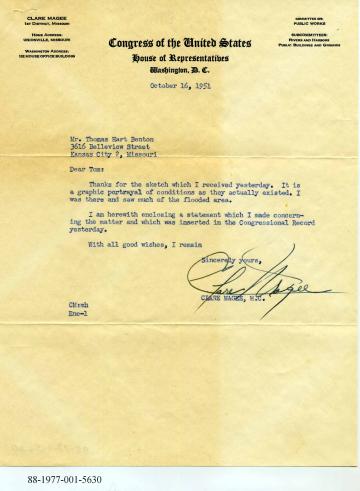 CLARE MAGEE
1ST DISTRICT, MISSOURI
HOME ADDRESS:
UNIONVILLE, MISSOURI
WASHINGTON ADDRESS:
HOUSE OFFICE BUILDING
COMMITTEE ON:
PUBLIC WORKS
SUBCOMMITTEES:
RIVERS AND HARBORS
PUBLIC BUILDINGS AND GROUNDS
Congress of the United States
House of Representatives
Washington, D. C.
October 16, 1951
Mr. Thomas Hart Benton
3616 Belleview Street
Kansas City 2, Missouri
Dear Tom:
Thanks for the sketch which I received yesterday. It is
a graphic portrayal of conditions as they actually existed. I
was there and saw much of the flooded area.
I am herewith enclosing a statement which I made concern-
ing the matter and which was inserted in the Congressional Record
yesterday.
With all good wishes, I remain
Sincerely yours,
Clare Magee
CLARE MAGEE, M.C.
CM:wh
Enc-1
88-1977-001-5630